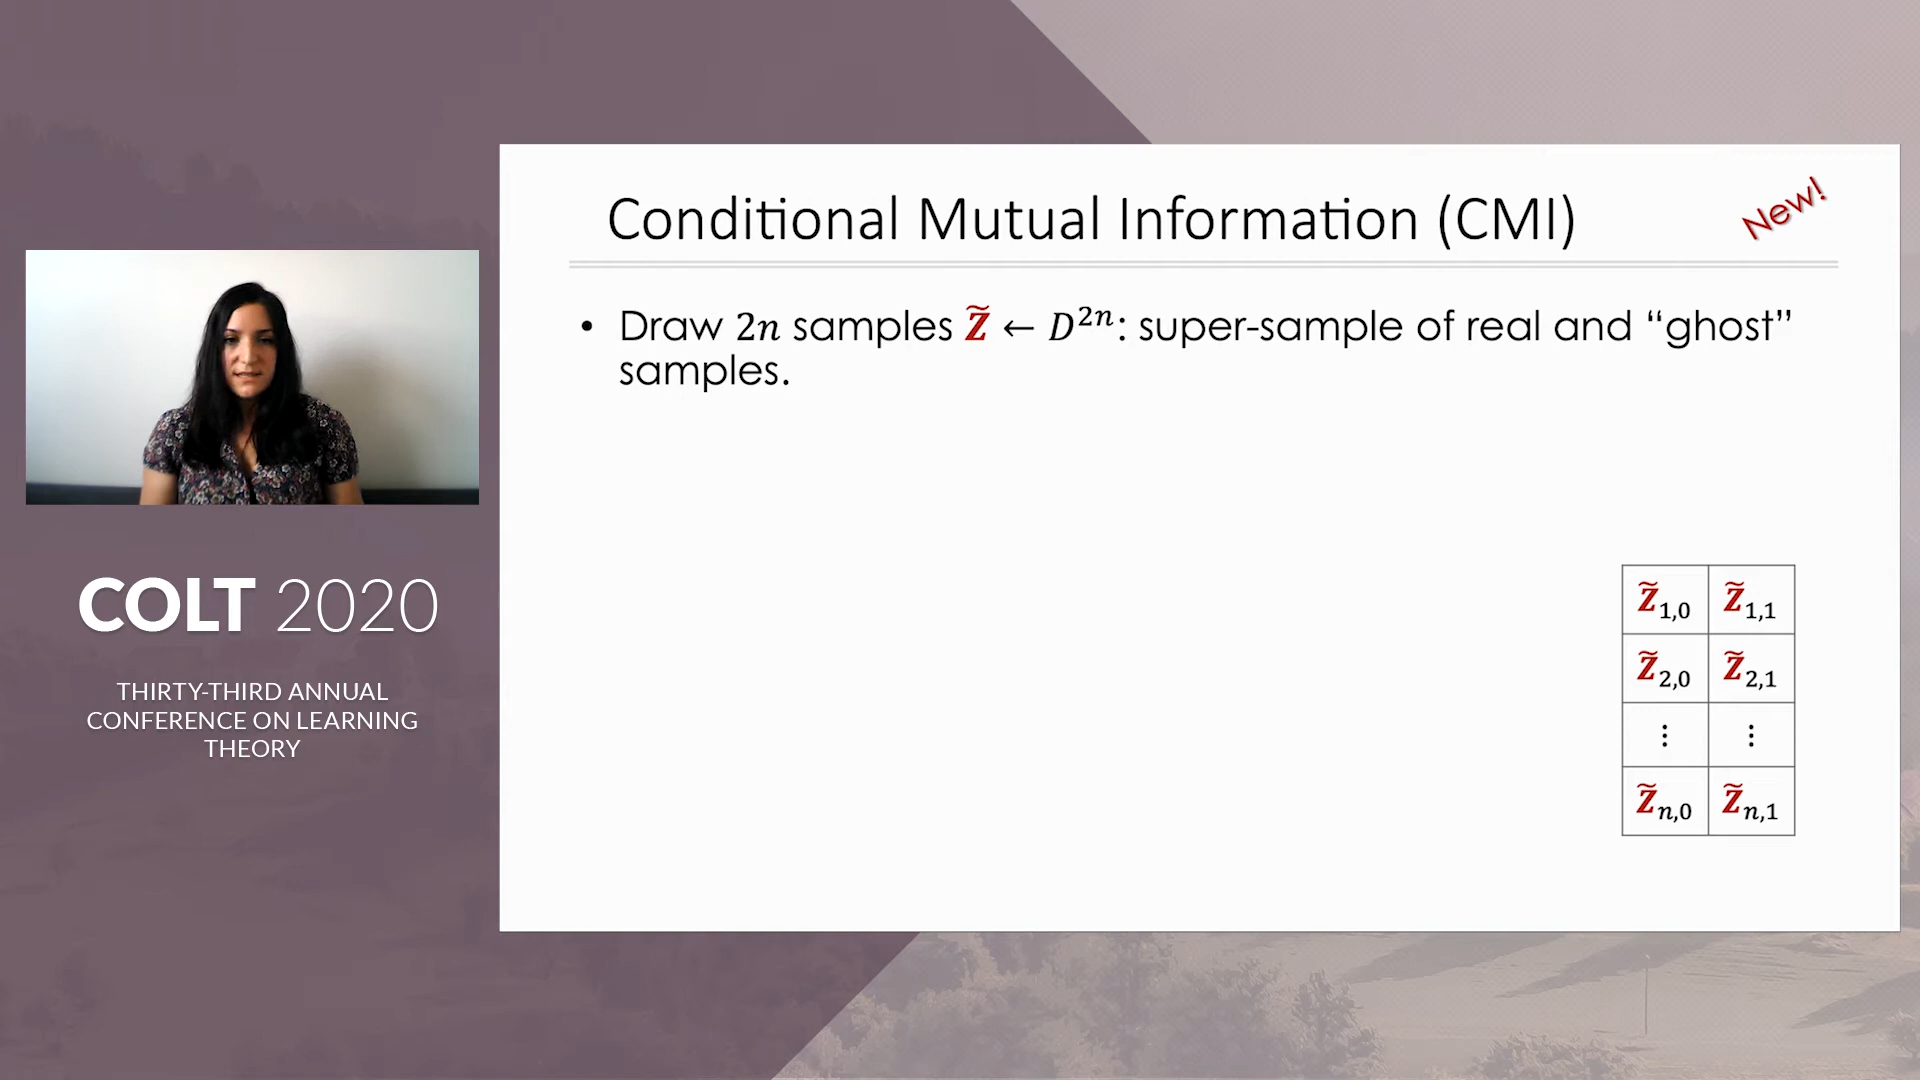 Conditional Mutual Information (CMI)
New!
• Draw 2n samples Z̃ ← D²ⁿ: super-sample of real and “ghost”
samples.
COLT 2020
THIRTY-THIRD ANNUAL
CONFERENCE ON LEARNING
THEORY
Z̃1,0 Z̃1,1
Z̃2,0 Z̃2,1
⋮ ⋮
Z̃n,0 Z̃n,1